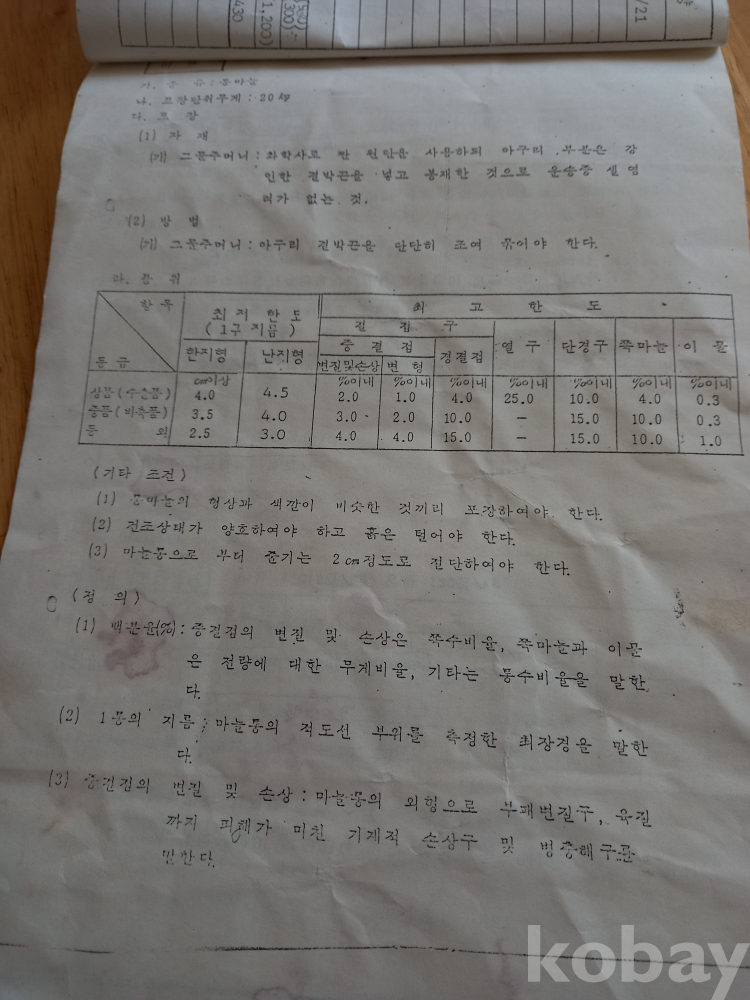 /21
300)
1:200)
430
가. 품 목 : 통마늘
나. 포장단위무게 : 20 kg
다. 포 장
(1) 자 재
(가) 그물주머니 : 화학사로 짠 원단을 사용하되 아구리 부분은 강
인한 결박끈을 넣고 봉재한 것으로 운송중 샐 염
려가 없는 것.
(2) 방 법
(가) 그물주머니 : 아구리 결박끈을 단단히 조여 묶어야 한다.
다. 품 위
항 목 최 저 한 도 (1구 지름) 최 고 한 도
결 점 구 열 구 단경구 쪽마늘 이 물
등 급 한지형 난지형 중 결 점 경결점
변질및손상 변 형
cm이상 %이내 %이내 %이내 %이내 %이내 %이내 %이내
상품(수출품) 4.0 4.5 2.0 1.0 4.0 25.0 10.0 4.0 0.3
중품(비축품) 3.5 4.0 3.0 2.0 10.0 - 15.0 10.0 0.3
등 외 2.5 3.0 4.0 4.0 15.0 - 15.0 10.0 1.0
(기타 조건)
(1) 통마늘의 형상과 색깔이 비슷한 것끼리 포장하여야 한다.
(2) 건조상태가 양호하여야 하고 흙은 털어야 한다.
(3) 마늘통으로 부터 줄기는 2cm정도로 절단하여야 한다.
(정 의)
(1) 백분율(%) : 중결점의 변질 및 손상은 쪽수비율, 쪽마늘과 이물
은 전량에 대한 무게비율, 기타는 통수비율을 말한
다.
(2) 1통의 지름 : 마늘통의 적도선 부위를 측정한 최장경을 말한
다.
(3) 중결점의 변질 및 손상 : 마늘통의 외형으로 부패변질구, 육질
까지 피해가 미친 기계적 손상구 및 병충해구를
말한다.
kobay